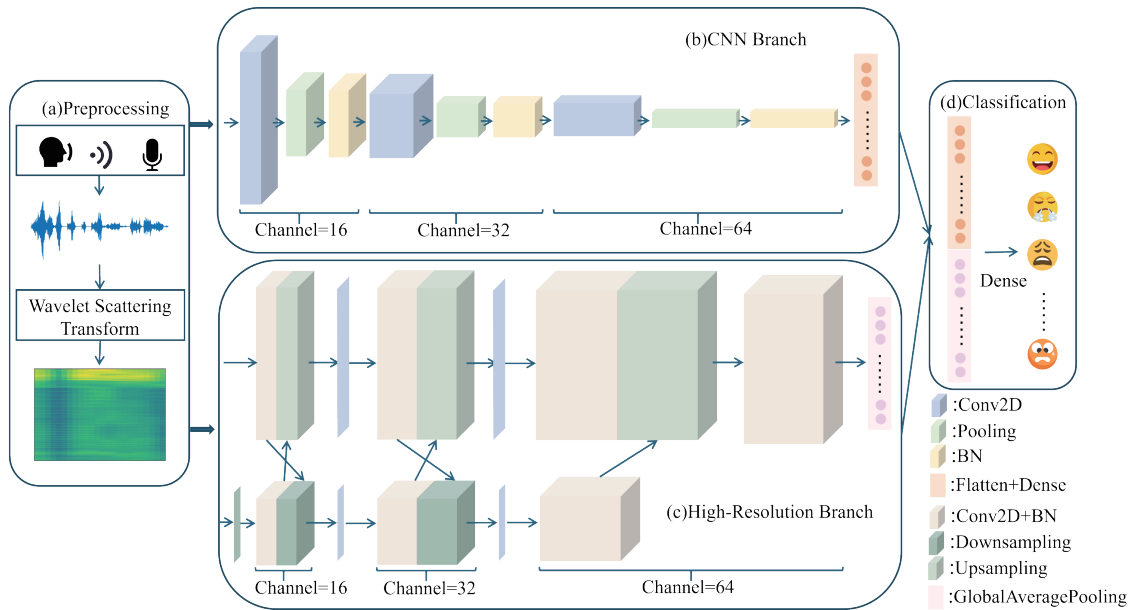 (a)Preprocessing
Wavelet Scattering
Transform
(b)CNN Branch
Channel=16
Channel=32
Channel=64
(c)High-Resolution Branch
Channel=16
Channel=32
Channel=64
(d)Classification
Dense
:Conv2D
:Pooling
:BN
:Flatten+Dense
:Conv2D+BN
:Downsampling
:Upsampling
:GlobalAveragePooling